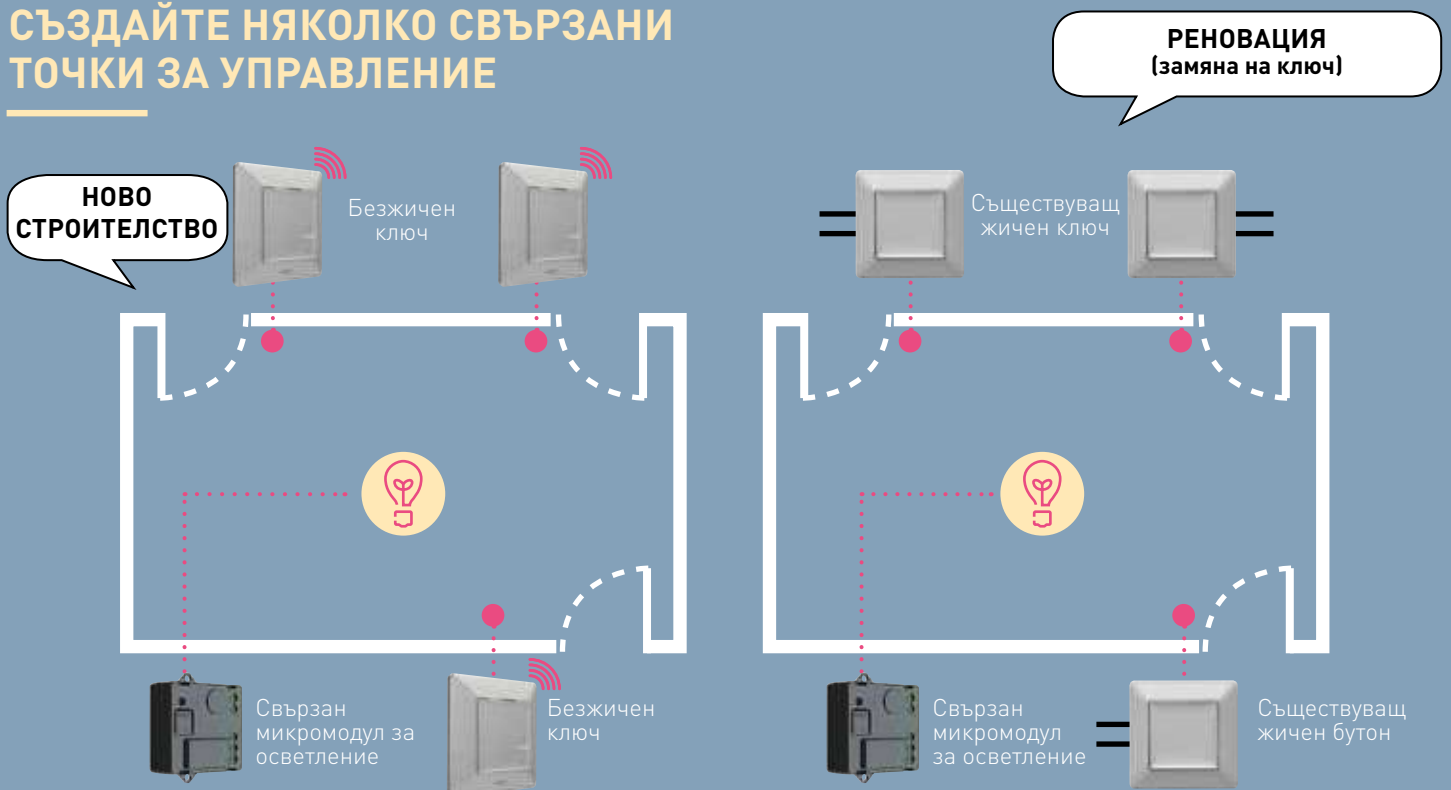 СЪЗДАЙТЕ НЯКОЛКО СВЪРЗАНИ
ТОЧКИ ЗА УПРАВЛЕНИЕ
РЕНОВАЦИЯ
(замяна на ключ)
НОВО
СТРОИТЕЛСТВО
Безжичен
ключ
Съществуващ
жичен ключ
Свързан
микромодул за
осветление
Безжичен
ключ
Свързан
микромодул
за осветление
Съществуващ
жичен бутон